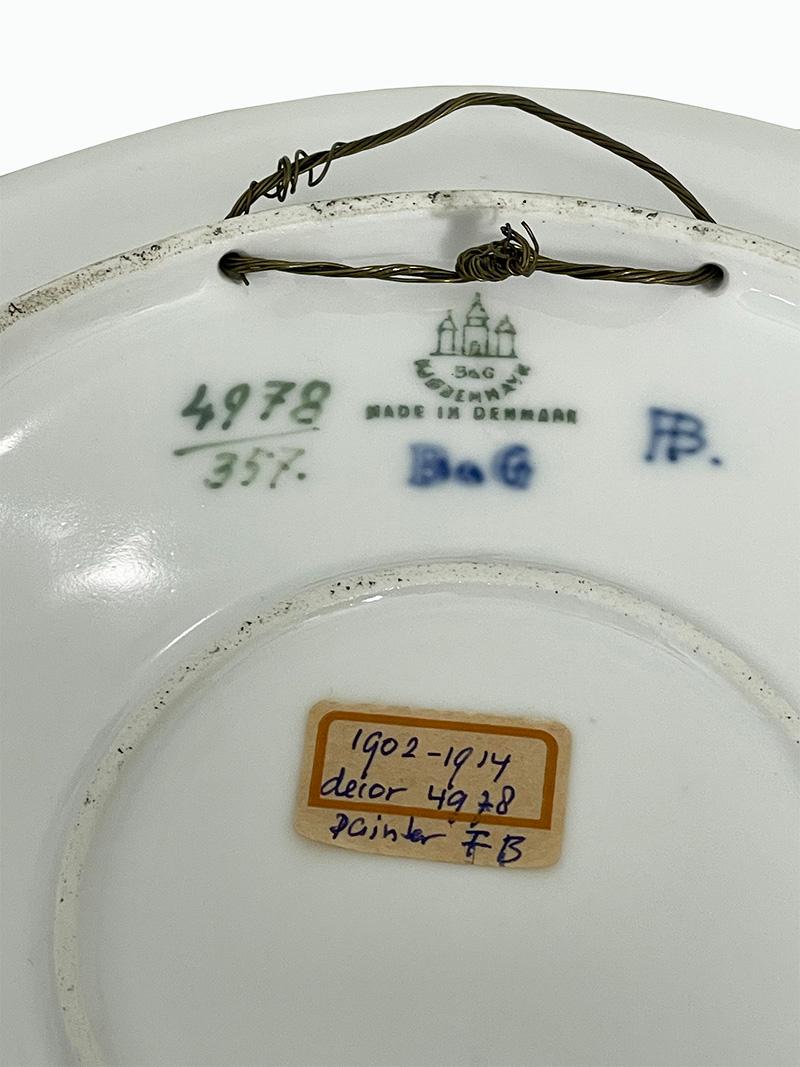 B&G
KJØBENHAVN
MADE IN DENMARK
4978
357.
B&G
FB.
1902-1914
decor 4978
painter FB